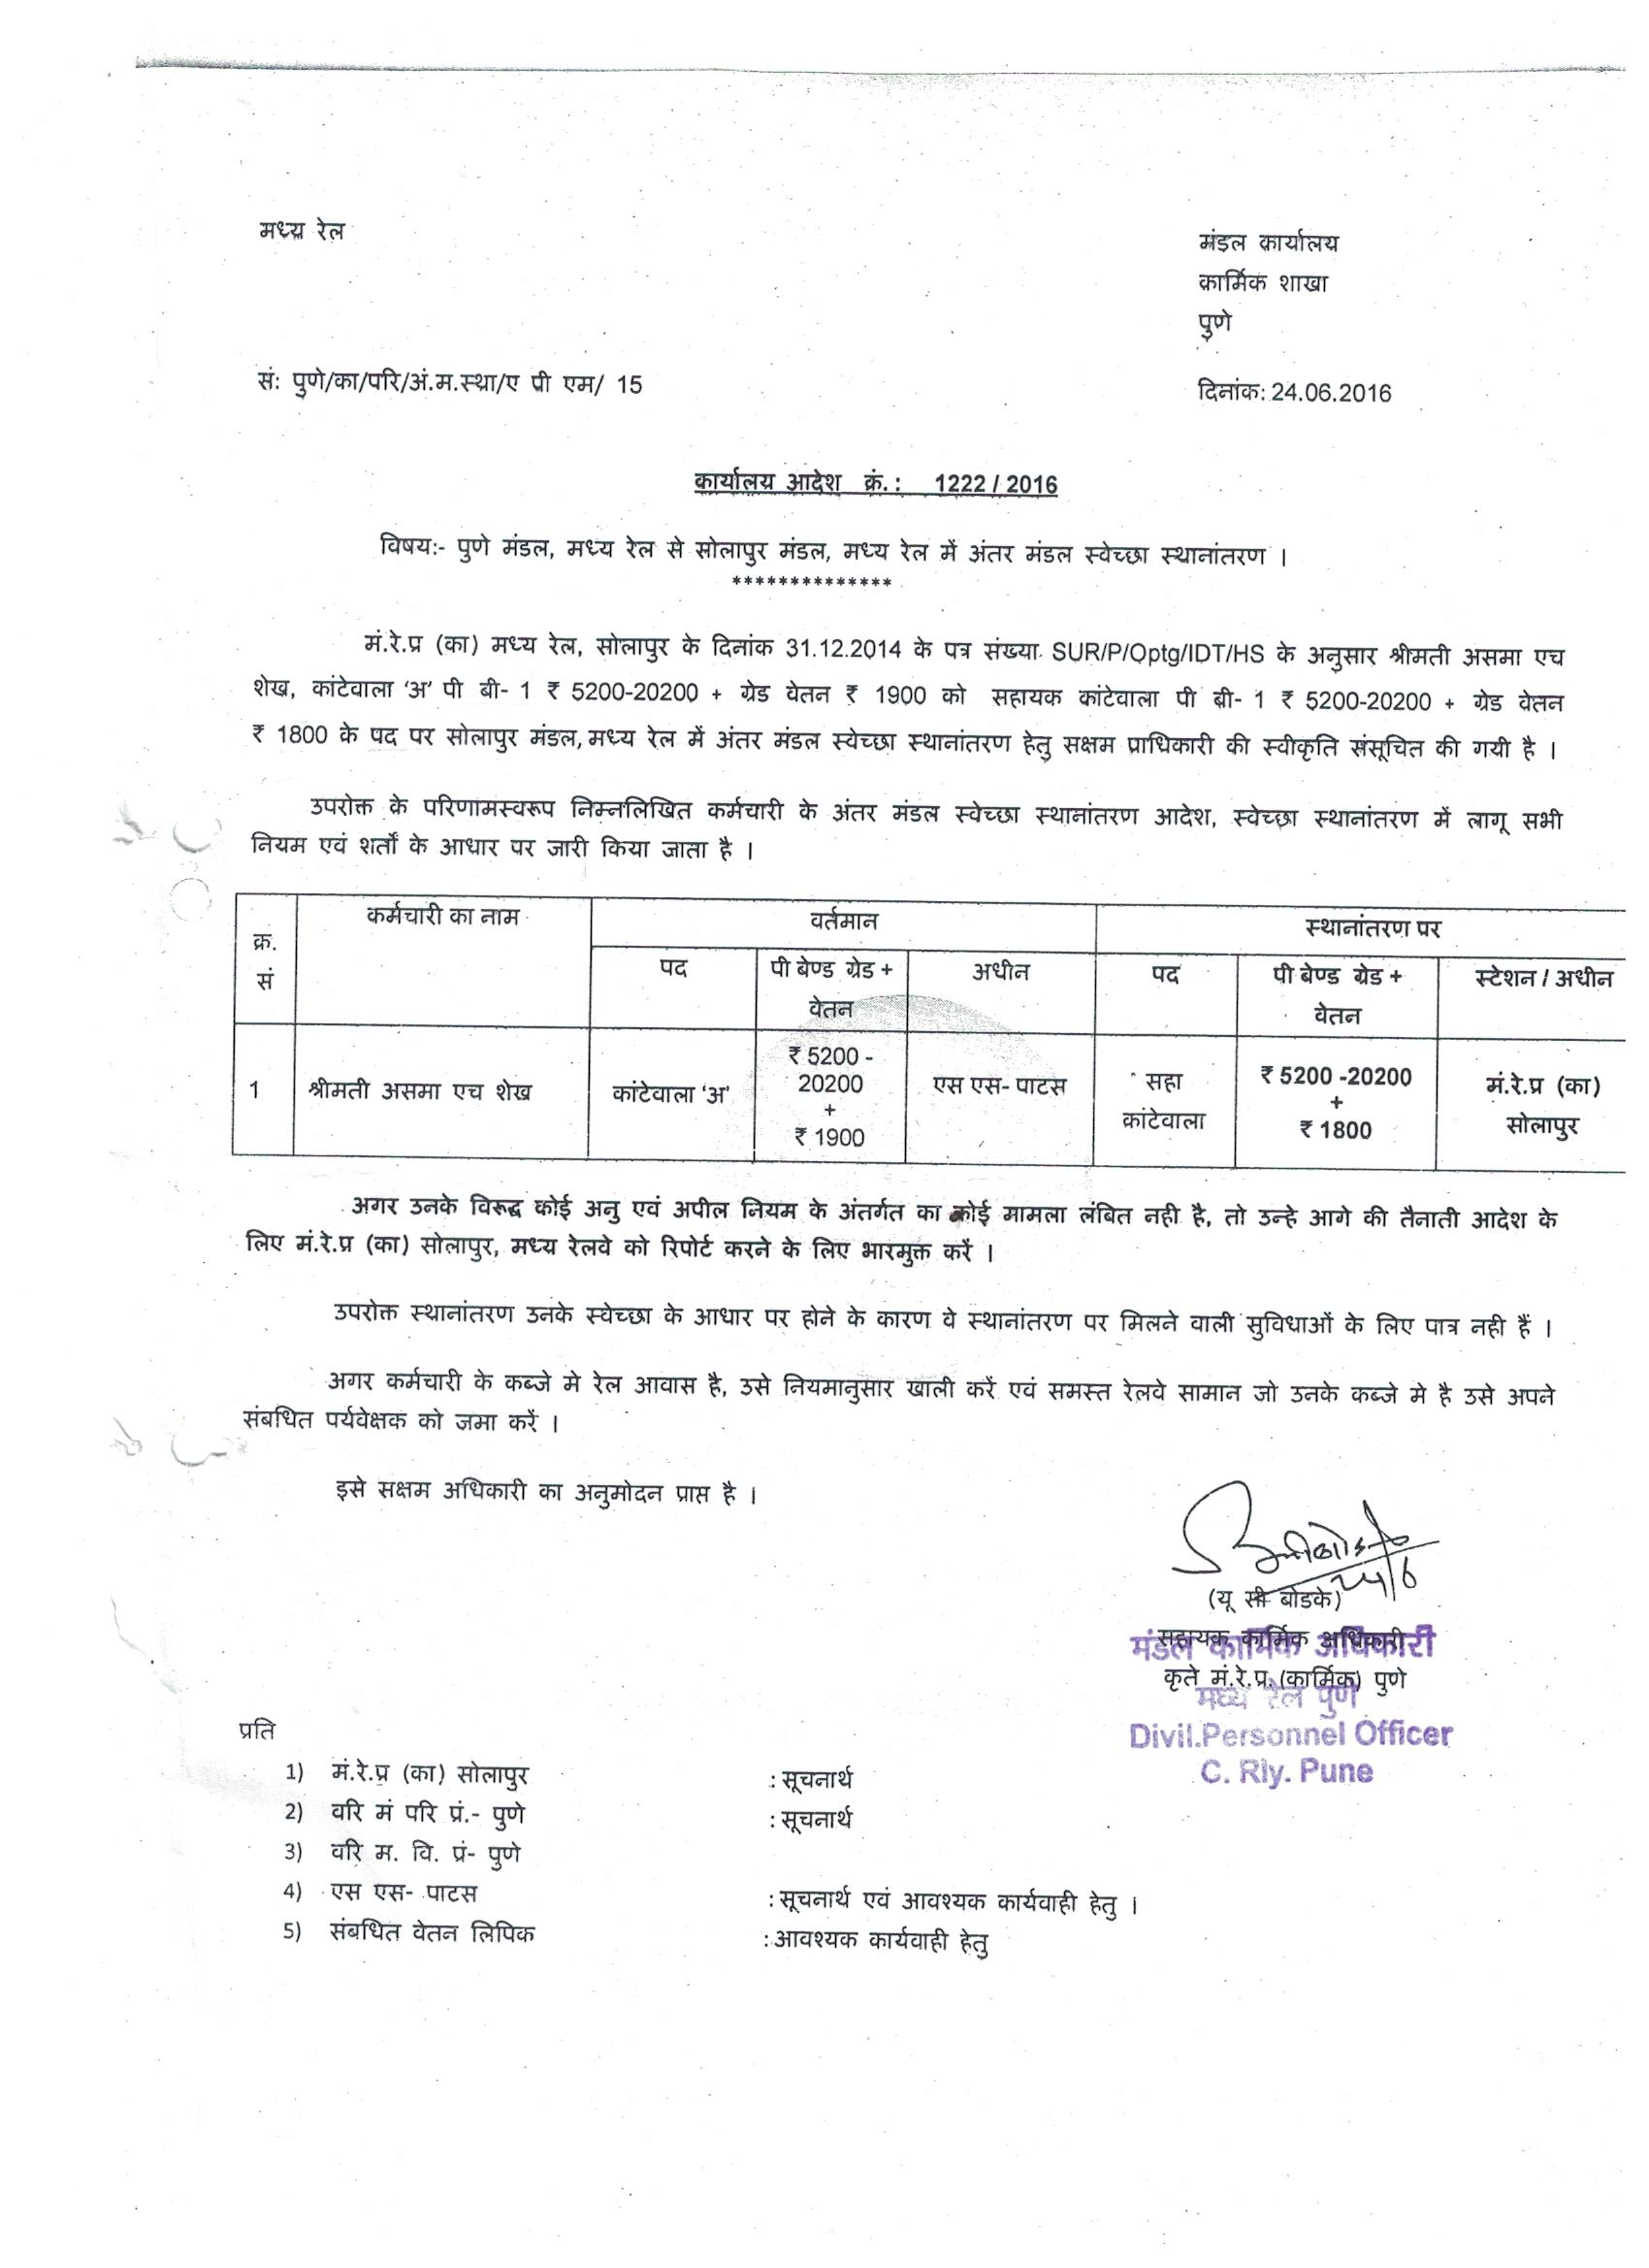 मध्य रेल
मंडल कार्यालय
कार्मिक शाखा
पुणे
सं: पुणे/का/परि/अं.म.स्था/ए पी एम/ 15
दिनांक: 24.06.2016
कार्यालय आदेश क्रं. : 1222 / 2016
विषय:- पुणे मंडल, मध्य रेल से सोलापुर मंडल, मध्य रेल में अंतर मंडल स्वेच्छा स्थानांतरण ।
**************
मं.रे.प्र (का) मध्य रेल, सोलापुर के दिनांक 31.12.2014 के पत्र संख्या SUR/P/Optg/IDT/HS के अनुसार श्रीमती असमा एच
शेख, कांटेवाला ‘अ’ पी बी- 1 ₹ 5200-20200 + ग्रेड वेतन ₹ 1900 को सहायक कांटेवाला पी बी- 1 ₹ 5200-20200 + ग्रेड वेतन
₹ 1800 के पद पर सोलापुर मंडल, मध्य रेल में अंतर मंडल स्वेच्छा स्थानांतरण हेतु सक्षम प्राधिकारी की स्वीकृति संसूचित की गयी है ।
उपरोक्त के परिणामस्वरूप निम्नलिखित कर्मचारी के अंतर मंडल स्वेच्छा स्थानांतरण आदेश, स्वेच्छा स्थानांतरण में लागू सभी
नियम एवं शर्तों के आधार पर जारी किया जाता है ।
क्र. सं कर्मचारी का नाम वर्तमान स्थानांतरण पर
पद पी बेण्ड ग्रेड + वेतन अधीन पद पी बेण्ड ग्रेड + वेतन स्टेशन / अधीन
1 श्रीमती असमा एच शेख कांटेवाला ‘अ’ ₹ 5200 - 20200 + ₹ 1900 एस एस- पाटस सहा कांटेवाला ₹ 5200 -20200 + ₹ 1800 मं.रे.प्र (का) सोलापुर
अगर उनके विरूद्ध कोई अनु एवं अपील नियम के अंतर्गत का कोई मामला लंबित नही है, तो उन्हे आगे की तैनाती आदेश के
लिए मं.रे.प्र (का) सोलापुर, मध्य रेलवे को रिपोर्ट करने के लिए भारमुक्त करें ।
उपरोक्त स्थानांतरण उनके स्वेच्छा के आधार पर होने के कारण वे स्थानांतरण पर मिलने वाली सुविधाओं के लिए पात्र नही हैं ।
अगर कर्मचारी के कब्जे मे रेल आवास है, उसे नियमानुसार खाली करें एवं समस्त रेलवे सामान जो उनके कब्जे मे है उसे अपने
संबधित पर्यवेक्षक को जमा करें ।
इसे सक्षम अधिकारी का अनुमोदन प्राप्त है ।
24/6
(यू सी बोडके)
सहायक कार्मिक अधिकारी
मंडल कार्मिक अधिकारी
कृते मं.रे.प्र. (कार्मिक) पुणे
मध्य रेल पुणे
Divil.Personnel Officer
C. Rly. Pune
प्रति
1) मं.रे.प्र (का) सोलापुर : सूचनार्थ
2) वरि मं परि प्रं.- पुणे : सूचनार्थ
3) वरि म. वि. प्रं- पुणे
4) एस एस- पाटस : सूचनार्थ एवं आवश्यक कार्यवाही हेतु ।
5) संबधित वेतन लिपिक : आवश्यक कार्यवाही हेतु